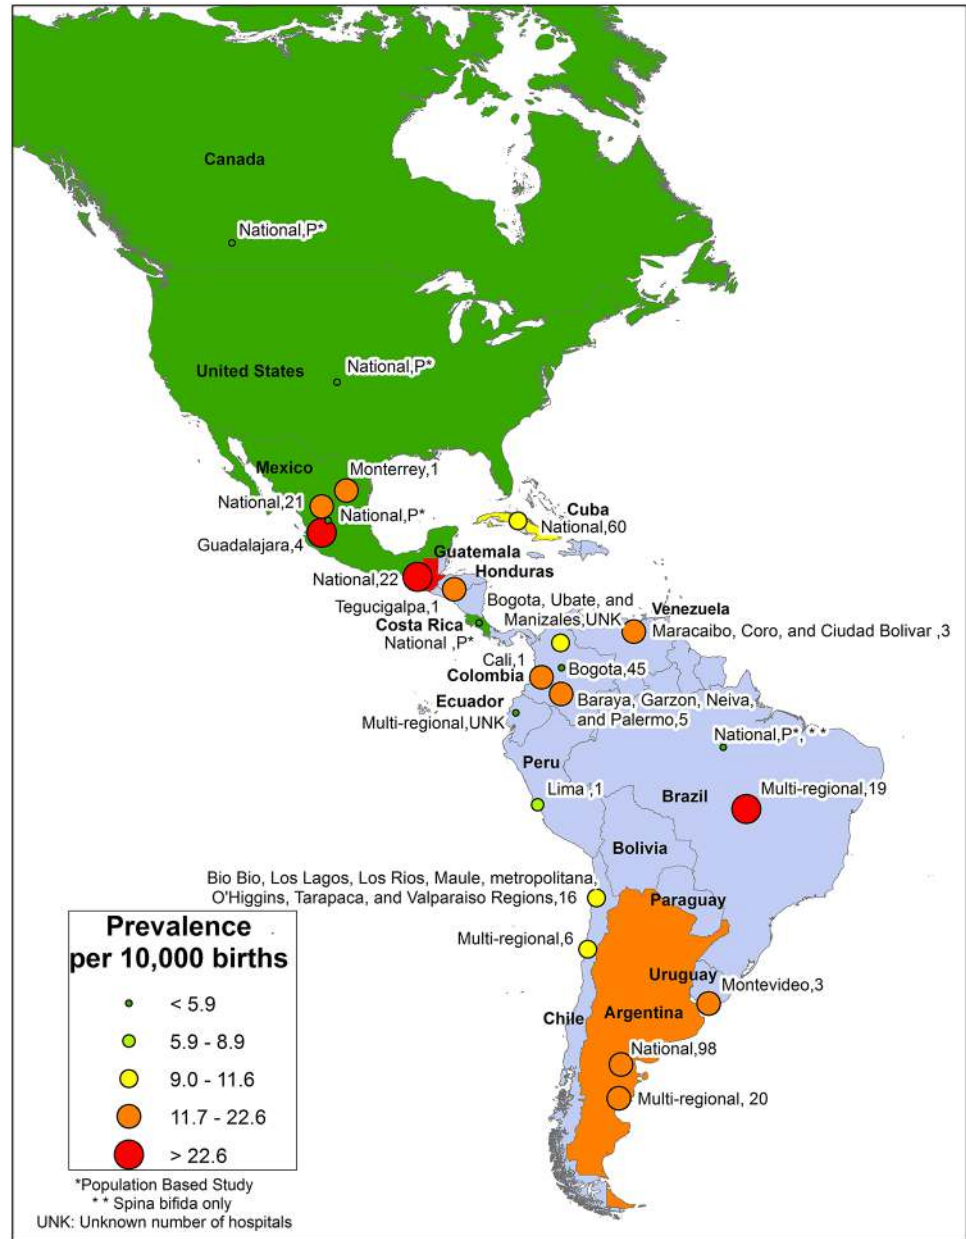 Canada
National,P*
United States
National,P*
Mexico
Monterrey,1
National,21
National,P*
Guadalajara,4
Cuba
National,60
Guatemala
National,22
Honduras
Tegucigalpa,1
Costa Rica
National ,P*
Bogota, Ubate, and
Manizales,UNK
Venezuela
Maracaibo, Coro, and Ciudad Bolivar ,3
Cali,1
Colombia
Bogota,45
Baraya, Garzon, Neiva,
and Palermo,5
Ecuador
Multi-regional,UNK
National,P*, * *
Peru
Lima ,1
Brazil
Multi-regional,19
Bolivia
Bio Bio, Los Lagos, Los Rios, Maule, metropolitana,
O'Higgins, Tarapaca, and Valparaiso Regions,16
Paraguay
Multi-regional,6
Uruguay
Montevideo,3
Chile
Argentina
National,98
Multi-regional, 20
Prevalence
per 10,000 births
< 5.9
5.9 - 8.9
9.0 - 11.6
11.7 - 22.6
> 22.6
*Population Based Study
* * Spina bifida only
UNK: Unknown number of hospitals